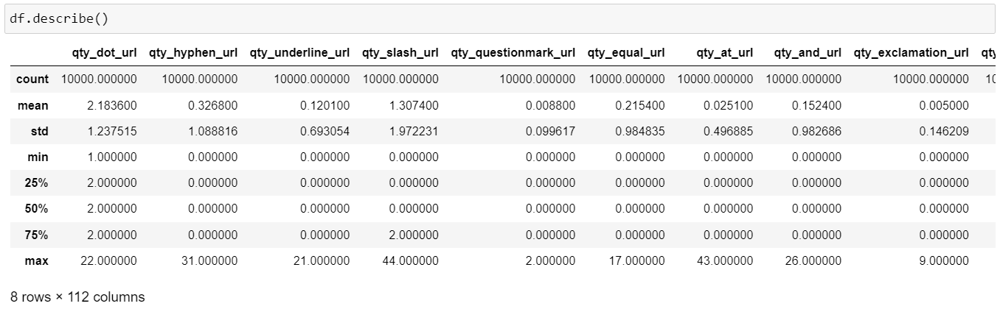 df.describe()
qty_dot_url qty_hyphen_url qty_underline_url qty_slash_url qty_questionmark_url qty_equal_url qty_at_url qty_and_url qty_exclamation_url qty
count 10000.000000 10000.000000 10000.000000 10000.000000 10000.000000 10000.000000 10000.000000 10000.000000 10000.000000 10
mean 2.183600 0.326800 0.120100 1.307400 0.008800 0.215400 0.025100 0.152400 0.005000
std 1.237515 1.088816 0.693054 1.972231 0.099617 0.984835 0.496885 0.982686 0.146209
min 1.000000 0.000000 0.000000 0.000000 0.000000 0.000000 0.000000 0.000000 0.000000
25% 2.000000 0.000000 0.000000 0.000000 0.000000 0.000000 0.000000 0.000000 0.000000
50% 2.000000 0.000000 0.000000 0.000000 0.000000 0.000000 0.000000 0.000000 0.000000
75% 2.000000 0.000000 0.000000 2.000000 0.000000 0.000000 0.000000 0.000000 0.000000
max 22.000000 31.000000 21.000000 44.000000 2.000000 17.000000 43.000000 26.000000 9.000000
8 rows × 112 columns